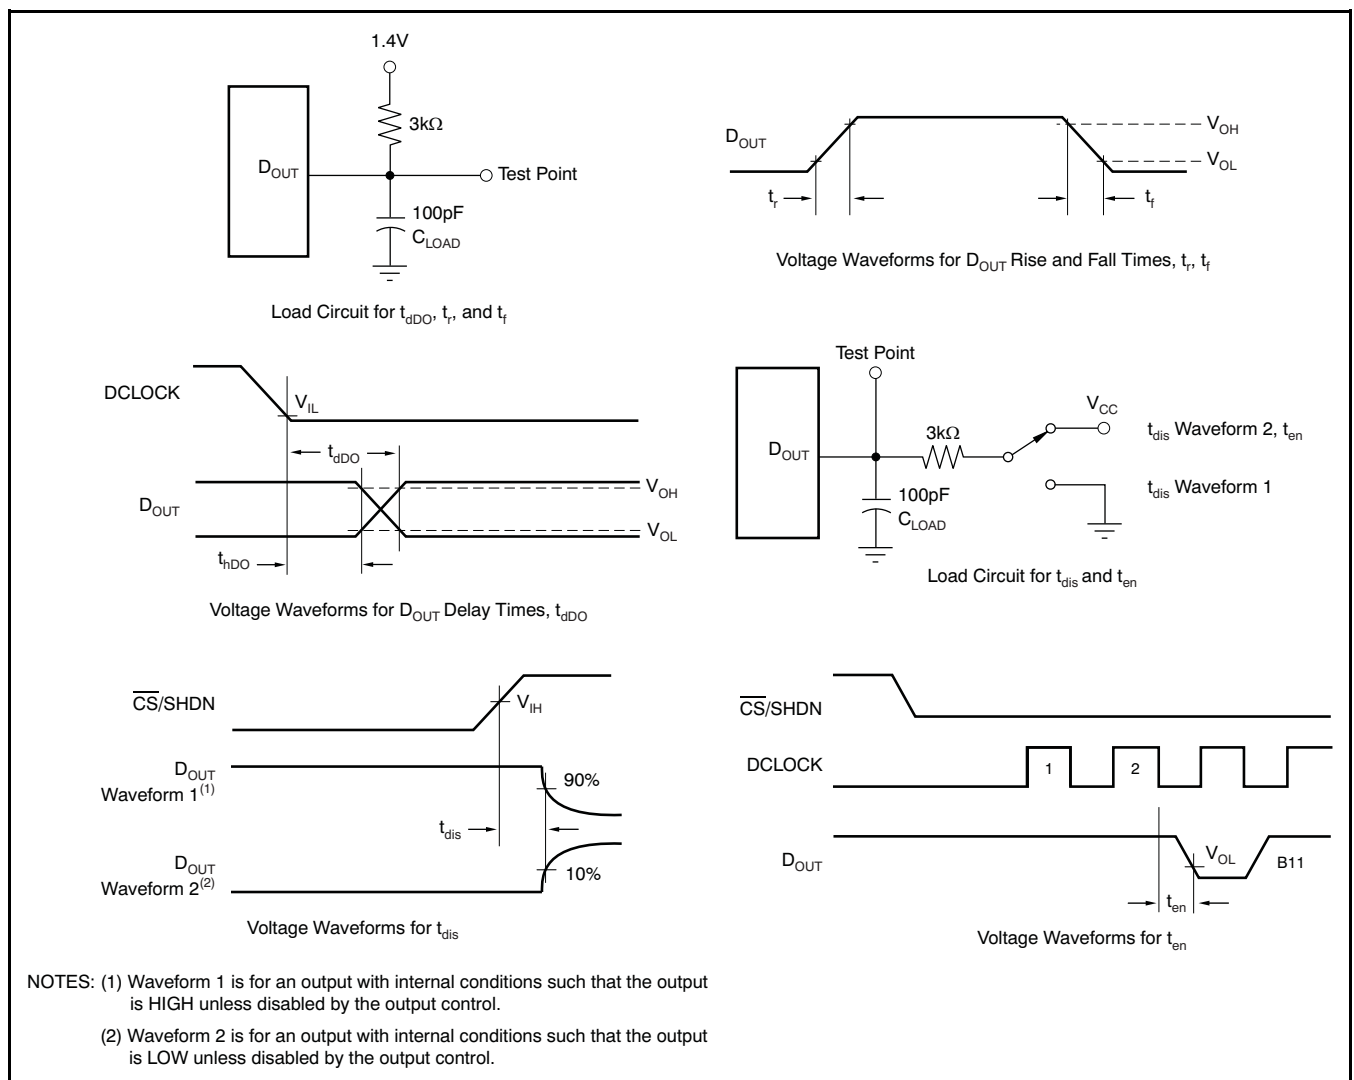 1.4V
3kΩ
DOUT
Test Point
100pF
CLOAD
Load Circuit for tdDO, tr, and tf
DOUT
VOH
VOL
tr
tf
Voltage Waveforms for DOUT Rise and Fall Times, tr, tf
DCLOCK
VIL
tdDO
DOUT
VOH
VOL
thDO
Voltage Waveforms for DOUT Delay Times, tdDO
Test Point
VCC
3kΩ
tdis Waveform 2, ten
DOUT
100pF
CLOAD
tdis Waveform 1
Load Circuit for tdis and ten
C̅S̅/SHDN
VIH
DOUT
Waveform 1(1)
90%
tdis
DOUT
Waveform 2(2)
10%
Voltage Waveforms for tdis
C̅S̅/SHDN
DCLOCK
1
2
DOUT
VOL
B11
ten
Voltage Waveforms for ten
NOTES: (1) Waveform 1 is for an output with internal conditions such that the output
is HIGH unless disabled by the output control.
(2) Waveform 2 is for an output with internal conditions such that the output
is LOW unless disabled by the output control.